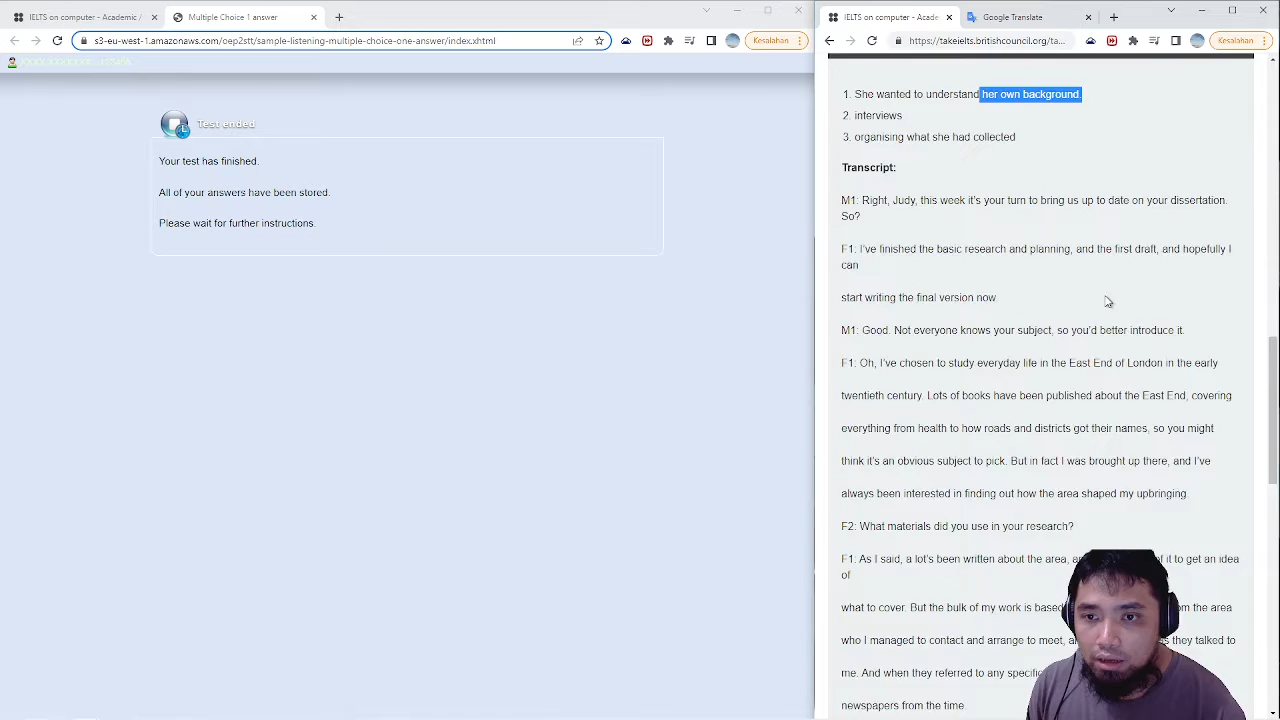 IELTS on computer - Academic /
Multiple Choice 1 answer
s3-eu-west-1.amazonaws.com/oep2stt/sample-listening-multiple-choice-one-answer/index.xhtml
Kesalahan
Test ended
Your test has finished.
All of your answers have been stored.
Please wait for further instructions.
IELTS on computer - Acade
Google Translate
https://takeielts.britishcouncil.org/ta...
Kesalahan
1. She wanted to understand her own background.
2. interviews
3. organising what she had collected
Transcript:
M1: Right, Judy, this week it's your turn to bring us up to date on your dissertation.
So?
F1. I've finished the basic research and planning, and the first draft, and hopefully I
can
start writing the final version now.
M1: Good. Not everyone knows your subject, so you'd better introduce it.
F1: Oh, I've chosen to study everyday life in the East End of London in the early
twentieth century. Lots of books have been published about the East End, covering
everything from health to how roads and districts got their names, so you might
think it's an obvious subject to pick. But in fact I was brought up there, and I've
always been interested in finding out how the area shaped my upbringing.
F2: What materials did you use in your research?
F1: As I said, a lot's been written about the area, of it to get an idea
of
what to cover. But the bulk of my work is based the area
who I managed to contact and arrange to meet, they talked to
me. And when they referred to any specific
newspapers from the time.